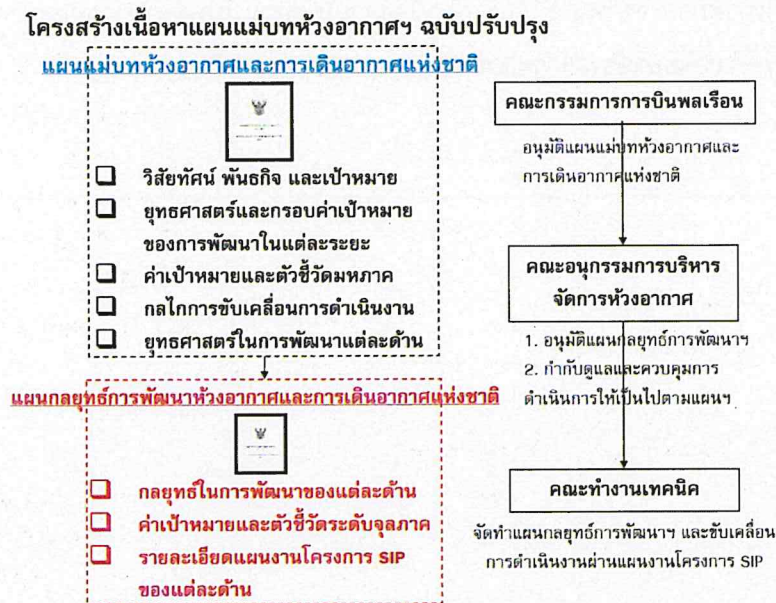 โครงสร้างเนื้อหาแผนแม่บทห้วงอากาศฯ ฉบับปรับปรุง
แผนแม่บทห้วงอากาศและการเดินอากาศแห่งชาติ
วิสัยทัศน์ พันธกิจ และเป้าหมาย
ยุทธศาสตร์และกรอบค่าเป้าหมาย
ของการพัฒนาในแต่ละระยะ
ค่าเป้าหมายและตัวชี้วัดมหภาค
กลไกการขับเคลื่อนการดำเนินงาน
ยุทธศาสตร์ในการพัฒนาแต่ละด้าน
แผนกลยุทธ์การพัฒนาห้วงอากาศและการเดินอากาศแห่งชาติ
กลยุทธ์ในการพัฒนาของแต่ละด้าน
ค่าเป้าหมายและตัวชี้วัดระดับจุลภาค
รายละเอียดแผนงานโครงการ SIP
ของแต่ละด้าน
คณะกรรมการการบินพลเรือน
อนุมัติแผนแม่บทห้วงอากาศและ
การเดินอากาศแห่งชาติ
คณะอนุกรรมการบริหาร
จัดการห้วงอากาศ
1. อนุมัติแผนกลยุทธ์การพัฒนาฯ
2. กำกับดูแลและควบคุมการ
ดำเนินการให้เป็นไปตามแผนฯ
คณะทำงานเทคนิค
จัดทำแผนกลยุทธ์การพัฒนาฯ และขับเคลื่อน
การดำเนินงานผ่านแผนงานโครงการ SIP